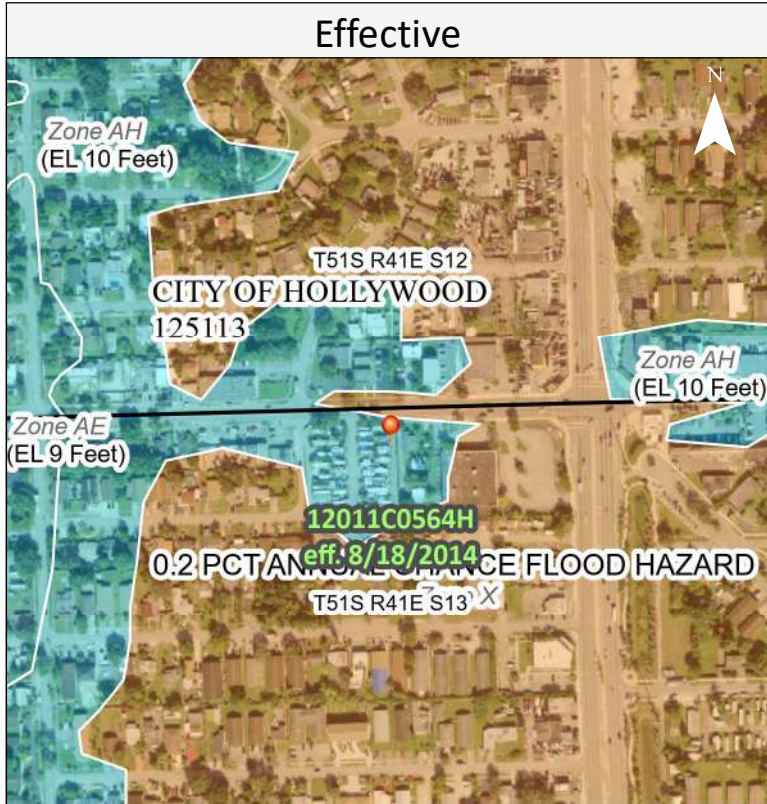 Effective
N
Zone AH
(EL 10 Feet)
T51S R41E S12
CITY OF HOLLYWOOD
125113
Zone AH
(EL 10 Feet)
Zone AE
(EL 9 Feet)
12011C0564H
eff. 8/18/2014
0.2 PCT ANNUAL CHANCE FLOOD HAZARD
Zone X
T51S R41E S13